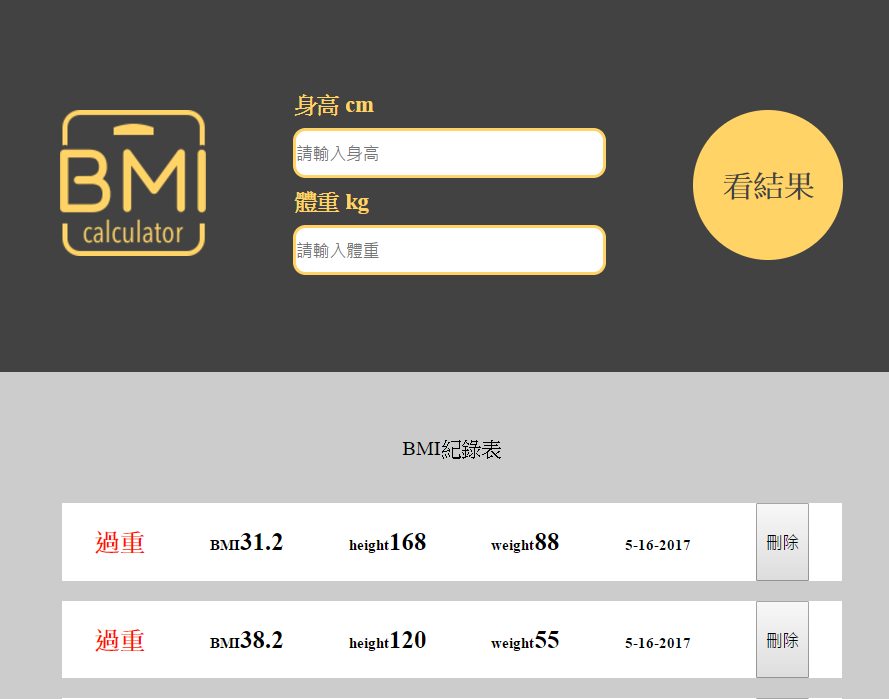 BMI
calculator
身高 cm
請輸入身高
體重 kg
請輸入體重
看結果
BMI紀錄表
過重 BMI31.2 height168 weight88 5-16-2017 刪除
過重 BMI38.2 height120 weight55 5-16-2017 刪除